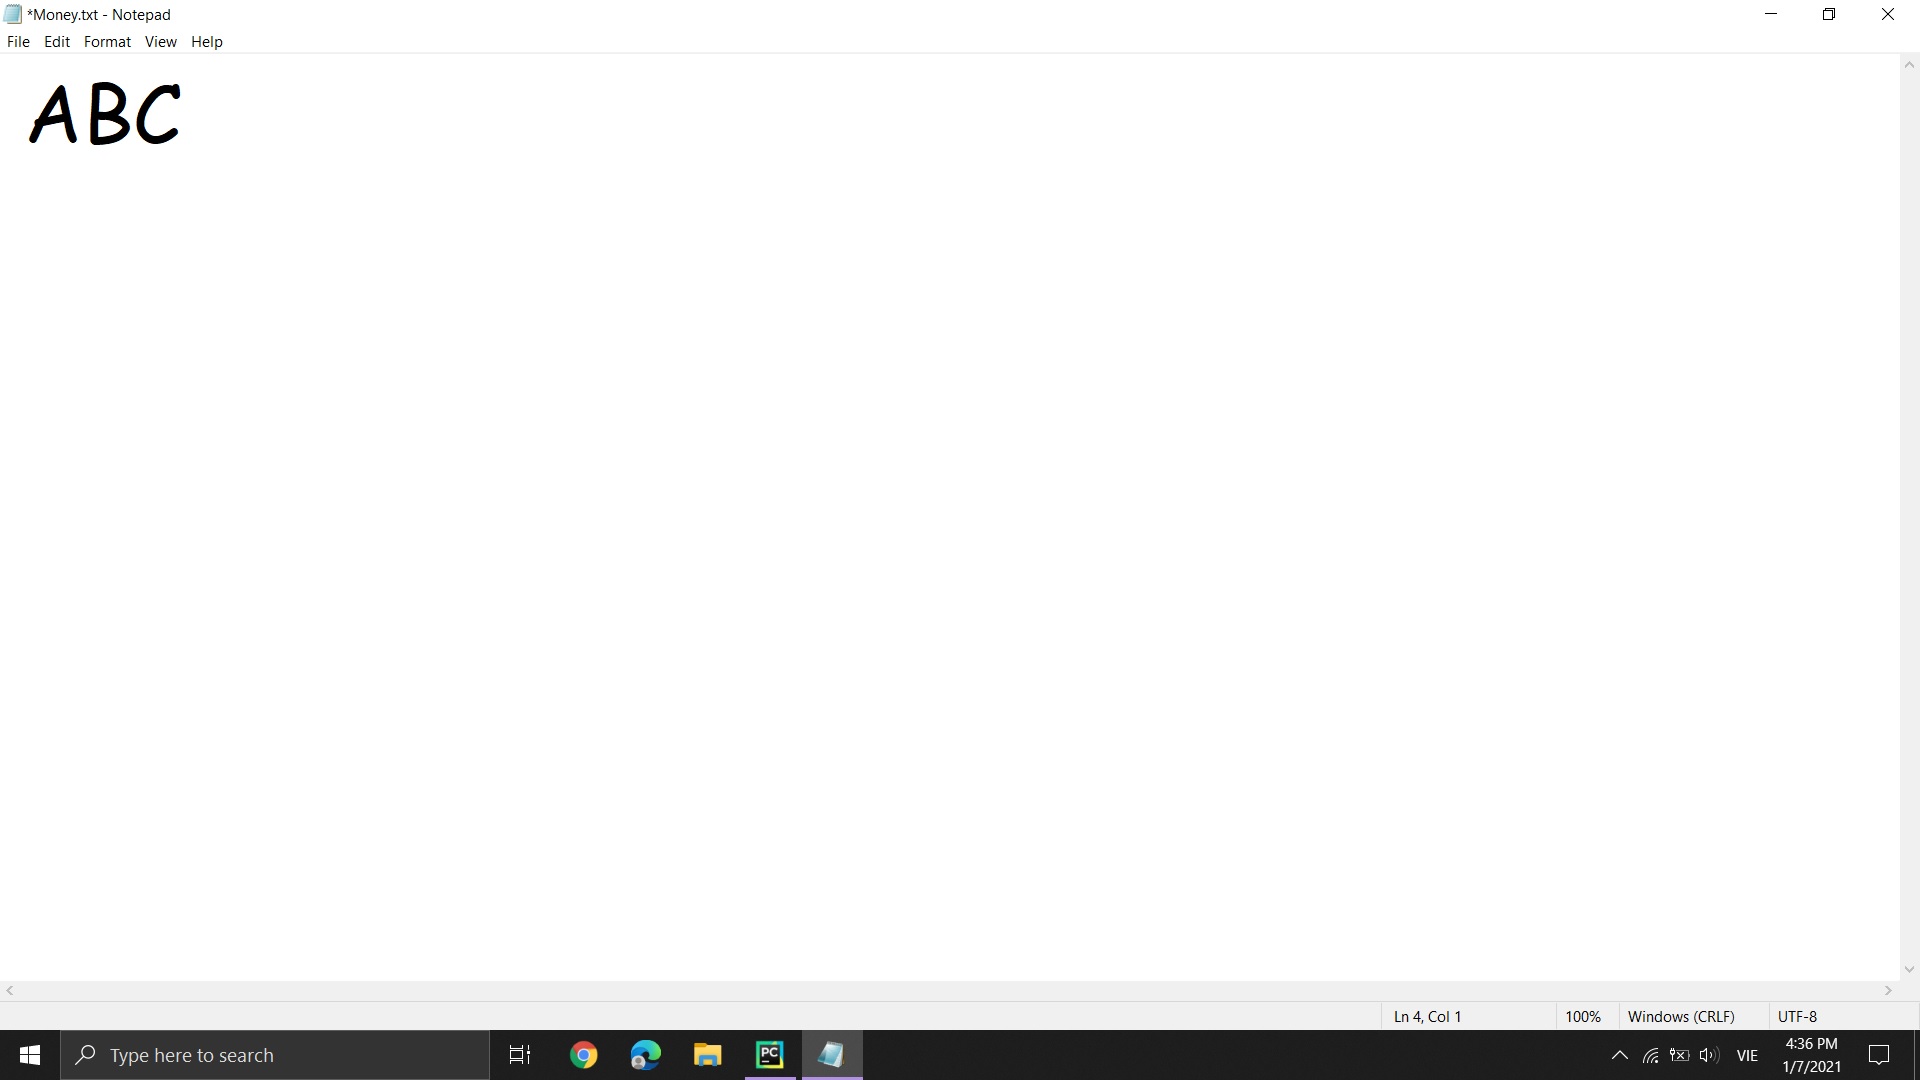 *Money.txt - Notepad
File Edit Format View Help
ABC
Ln 4, Col 1 100% Windows (CRLF) UTF-8
Type here to search PC VIE 4:36 PM
1/7/2021